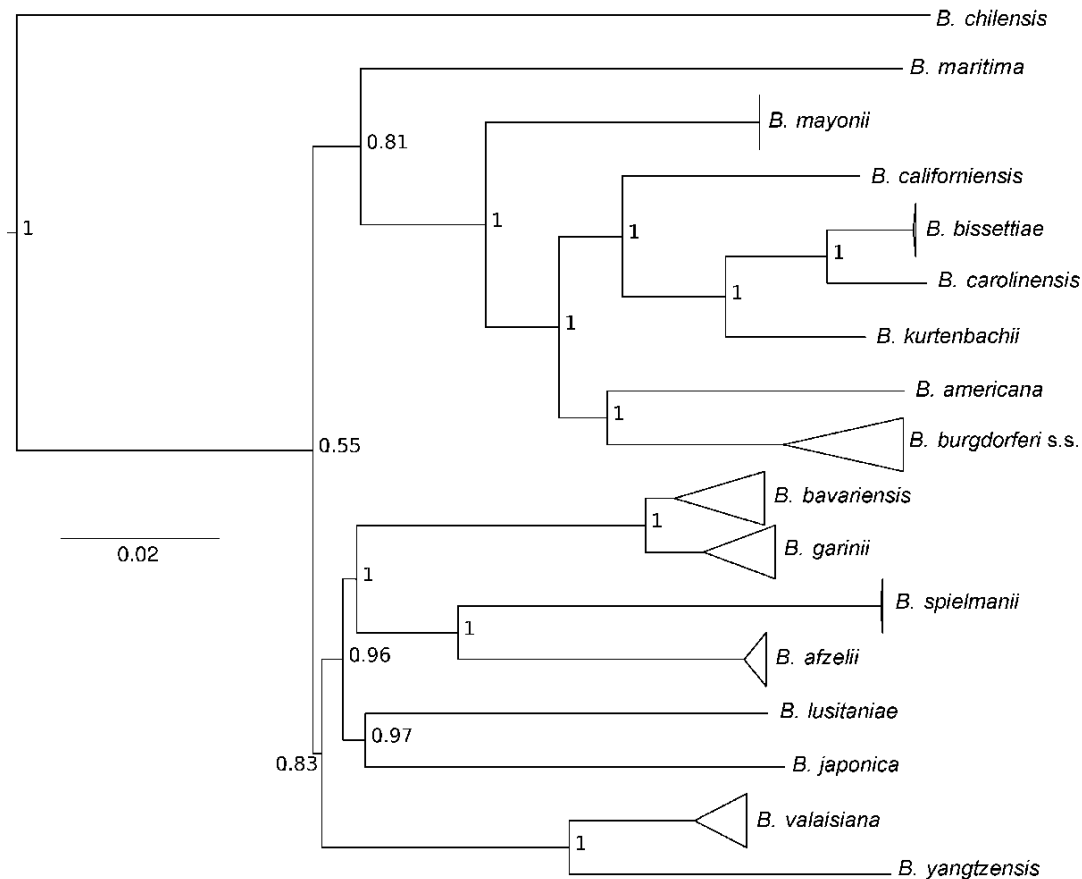 B. chilensis
B. maritima
B. mayonii
0.81
B. californiensis
1
1
B. bissettiae
1
1
B. carolinensis
1
1
B. kurtenbachii
1
B. americana
1
B. burgdorferi s.s.
0.55
B. bavariensis
1
0.02
B. garinii
1
B. spielmanii
1
0.96
B. afzelii
B. lusitaniae
0.97
0.83
B. japonica
B. valaisiana
1
B. yangtzensis